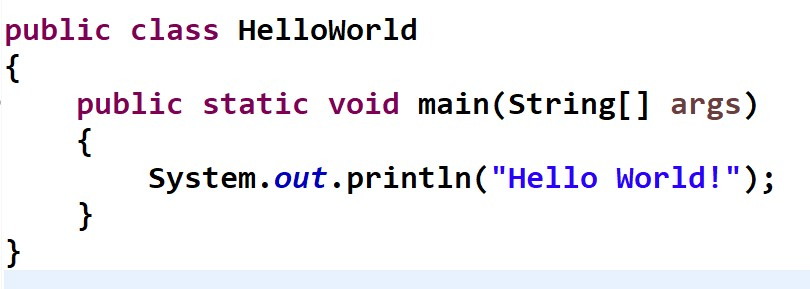 public class HelloWorld
{
    public static void main(String[] args)
    {
        System.out.println("Hello World!");
    }
}